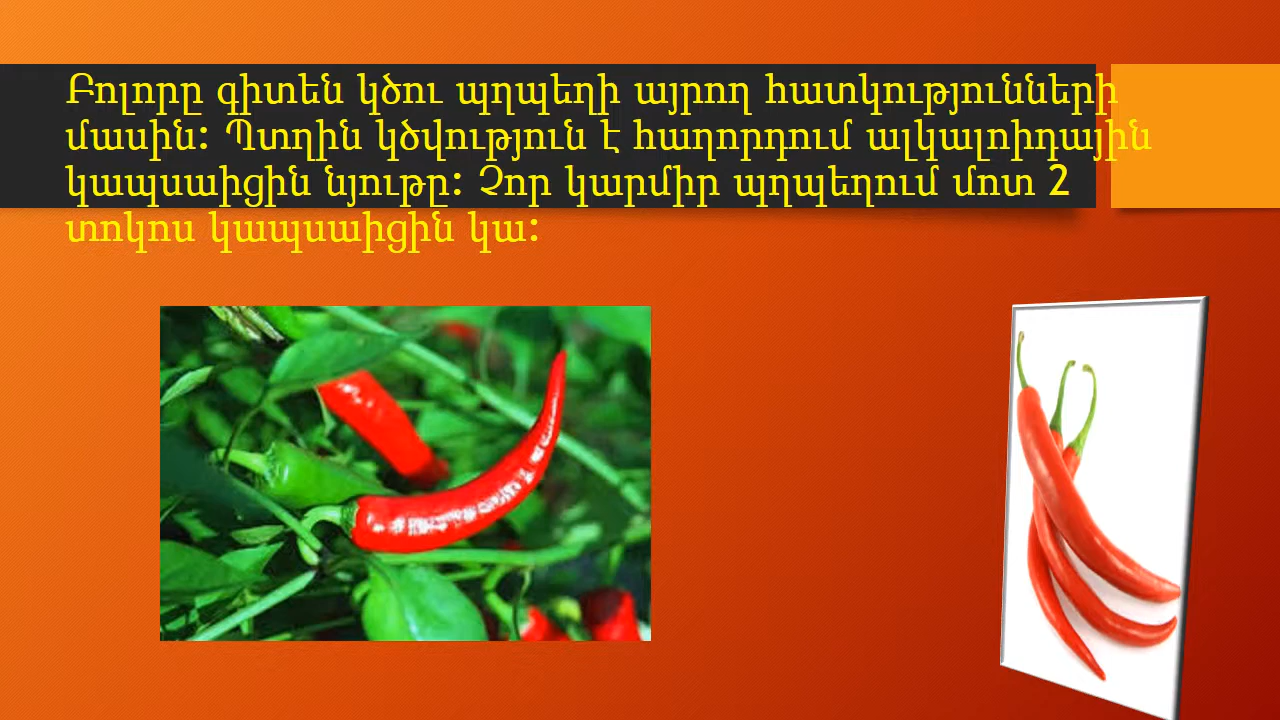 Բոլորը գիտեն կծու պղպեղի այրող հատկությունների
մասին: Պտղին կծվություն է հաղորդում ալկալոիդային
կապսաիցին նյութը: Չոր կարմիր պղպեղում մոտ 2
տոկոս կապսաիցին կա: